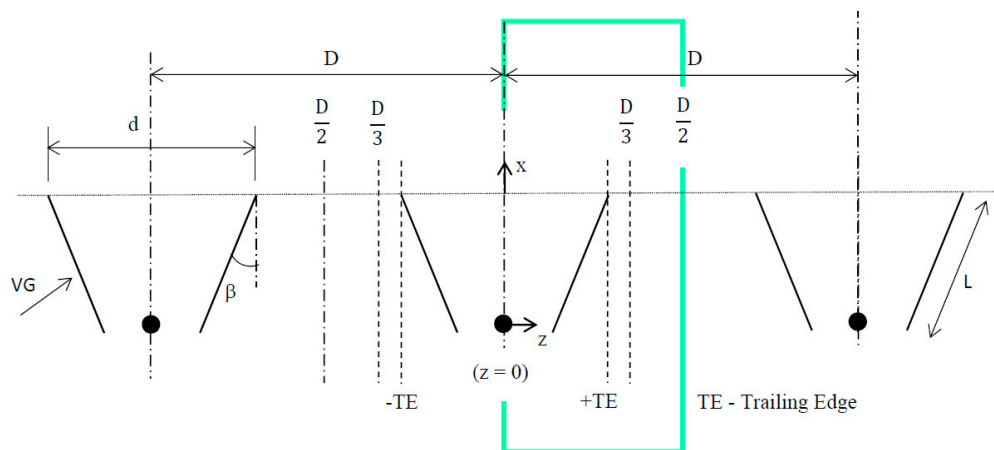 D
D
D/2
D/3
D/3
D/2
d
x
VG
β
L
z
(z = 0)
-TE
+TE
TE - Trailing Edge